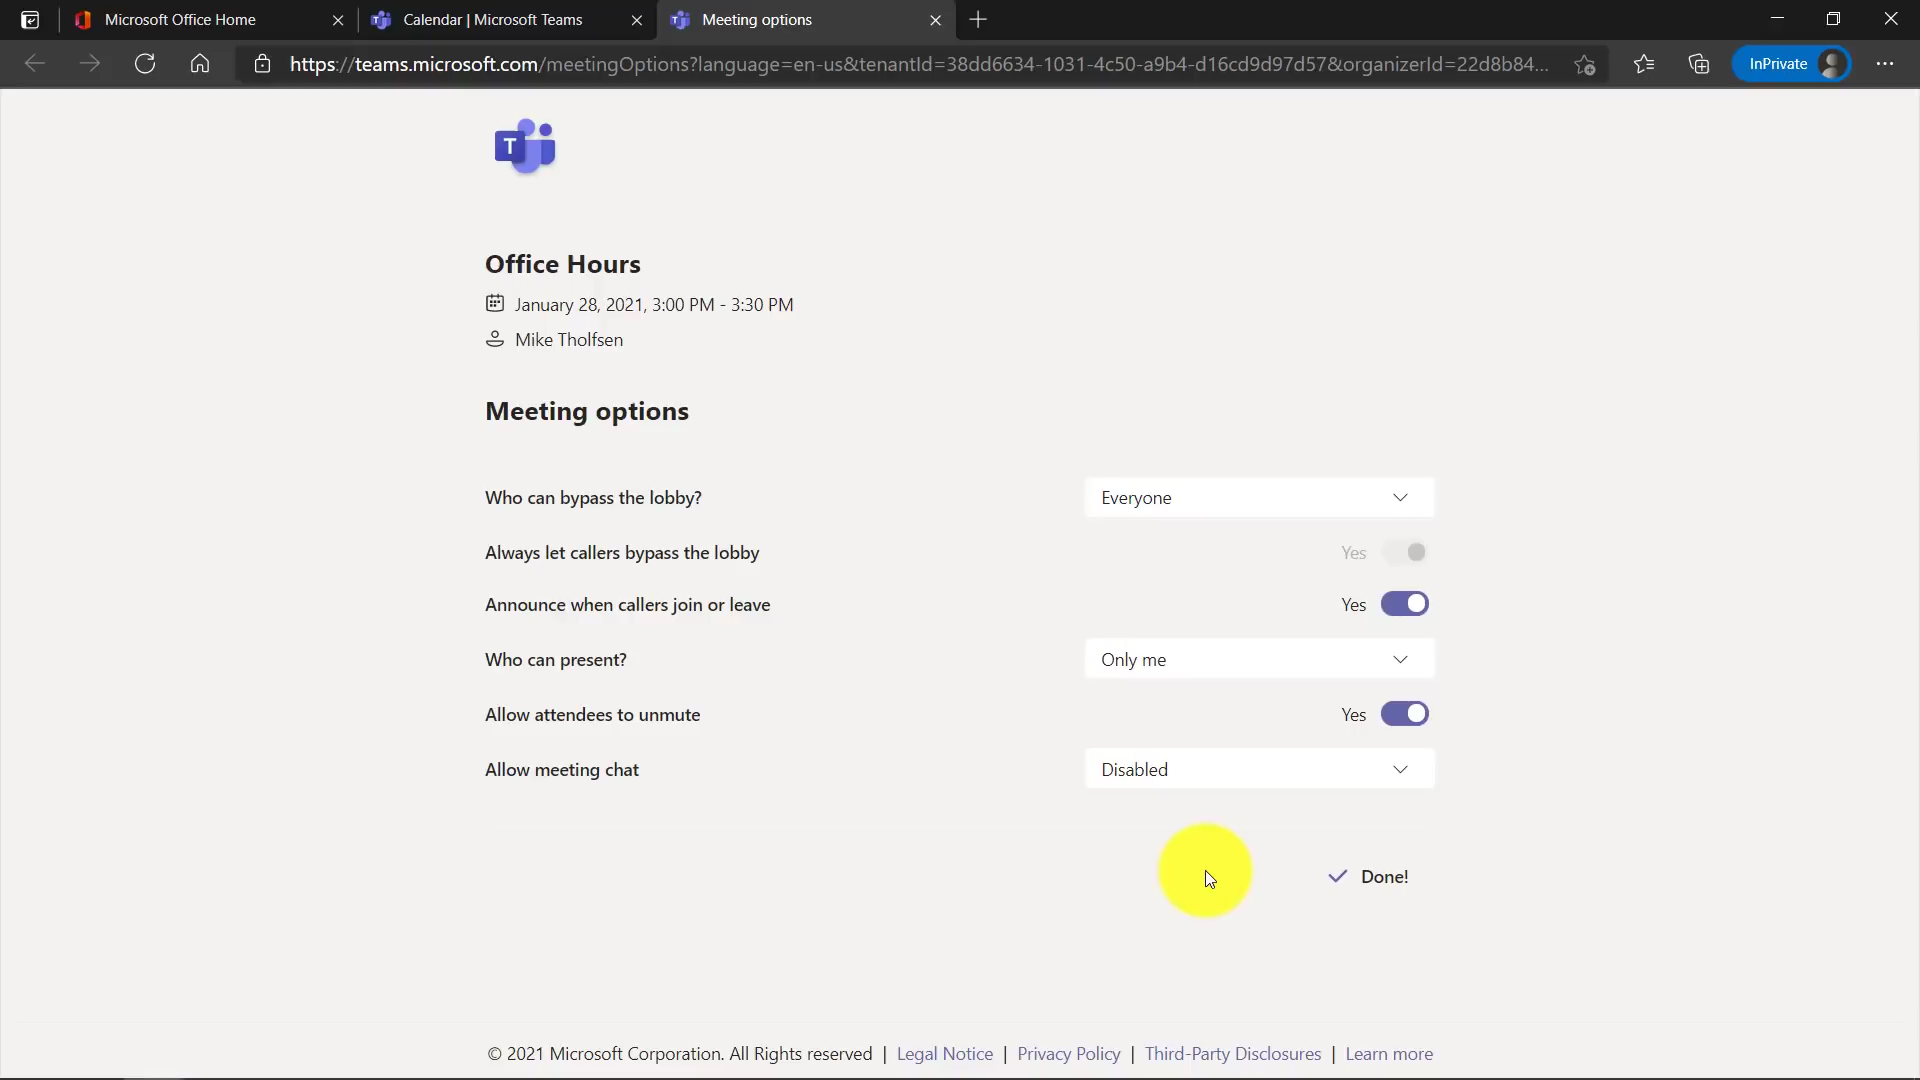 Microsoft Office Home
Calendar | Microsoft Teams
Meeting options
https://teams.microsoft.com/meetingOptions?language=en-us&tenantId=38dd6634-1031-4c50-a9b4-d16cd9d97d57&organizerId=22d8b84...
InPrivate
T
Office Hours
January 28, 2021, 3:00 PM - 3:30 PM
Mike Tholfsen
Meeting options
Who can bypass the lobby?
Everyone
Always let callers bypass the lobby
Yes
Announce when callers join or leave
Yes
Who can present?
Only me
Allow attendees to unmute
Yes
Allow meeting chat
Disabled
Done!
© 2021 Microsoft Corporation. All Rights reserved | Legal Notice | Privacy Policy | Third-Party Disclosures | Learn more